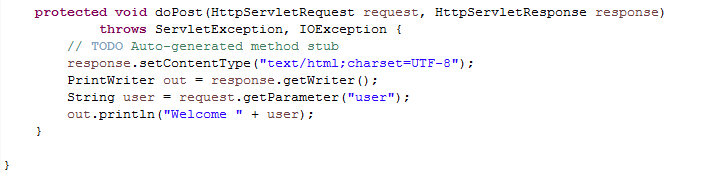 protected void doPost(HttpServletRequest request, HttpServletResponse response)
throws ServletException, IOException {
// TODO Auto-generated method stub
response.setContentType("text/html;charset=UTF-8");
PrintWriter out = response.getWriter();
String user = request.getParameter("user");
out.println("Welcome " + user);
}
}